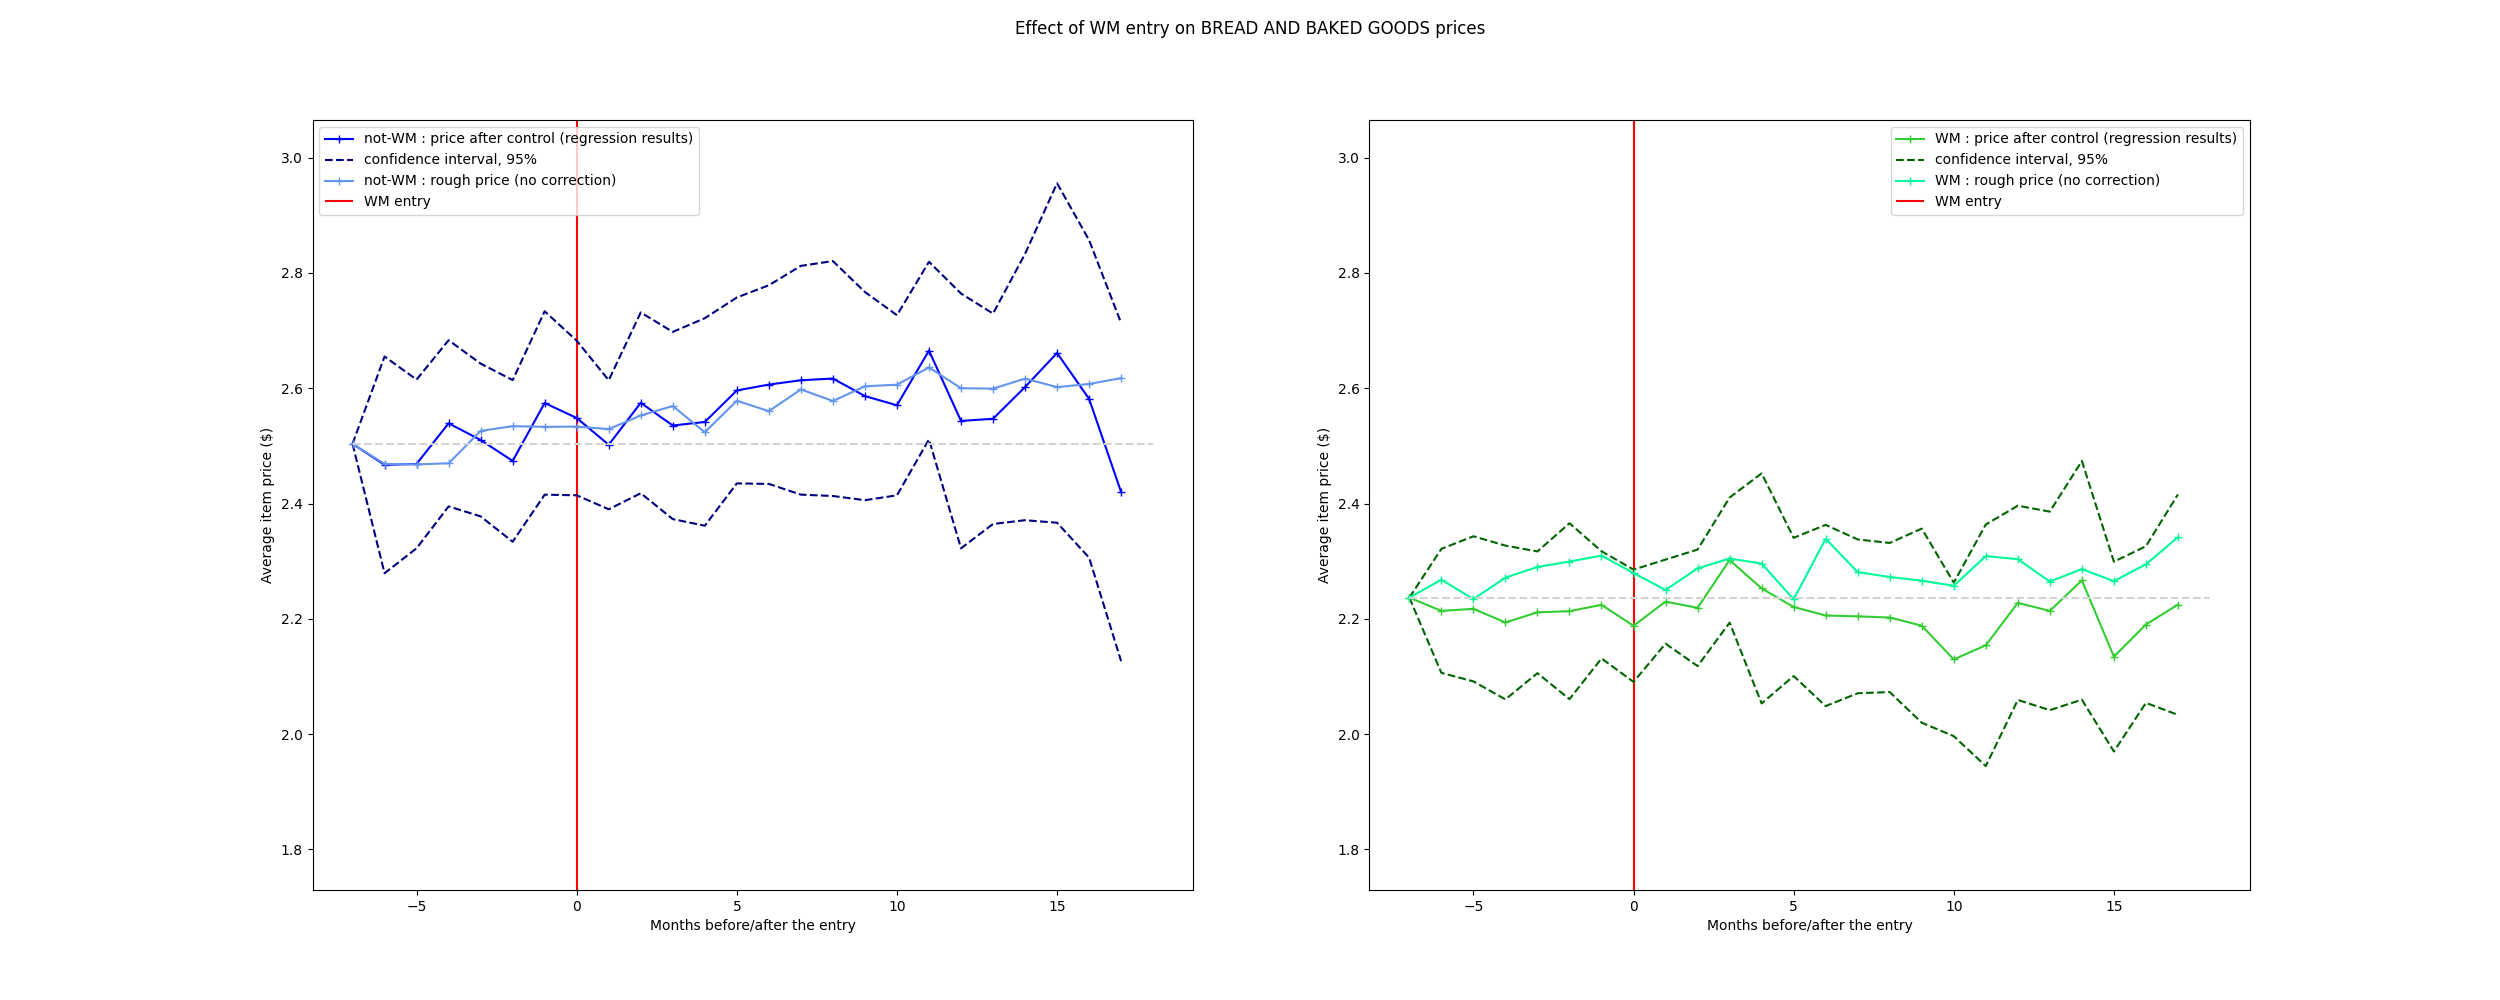 Effect of WM entry on BREAD AND BAKED GOODS prices
not-WM : price after control (regression results)
confidence interval, 95%
not-WM : rough price (no correction)
WM entry
3.0
2.8
2.6
2.4
2.2
2.0
1.8
Average item price ($)
−5
0
5
10
15
Months before/after the entry
WM : price after control (regression results)
confidence interval, 95%
WM : rough price (no correction)
WM entry
3.0
2.8
2.6
2.4
2.2
2.0
1.8
Average item price ($)
−5
0
5
10
15
Months before/after the entry